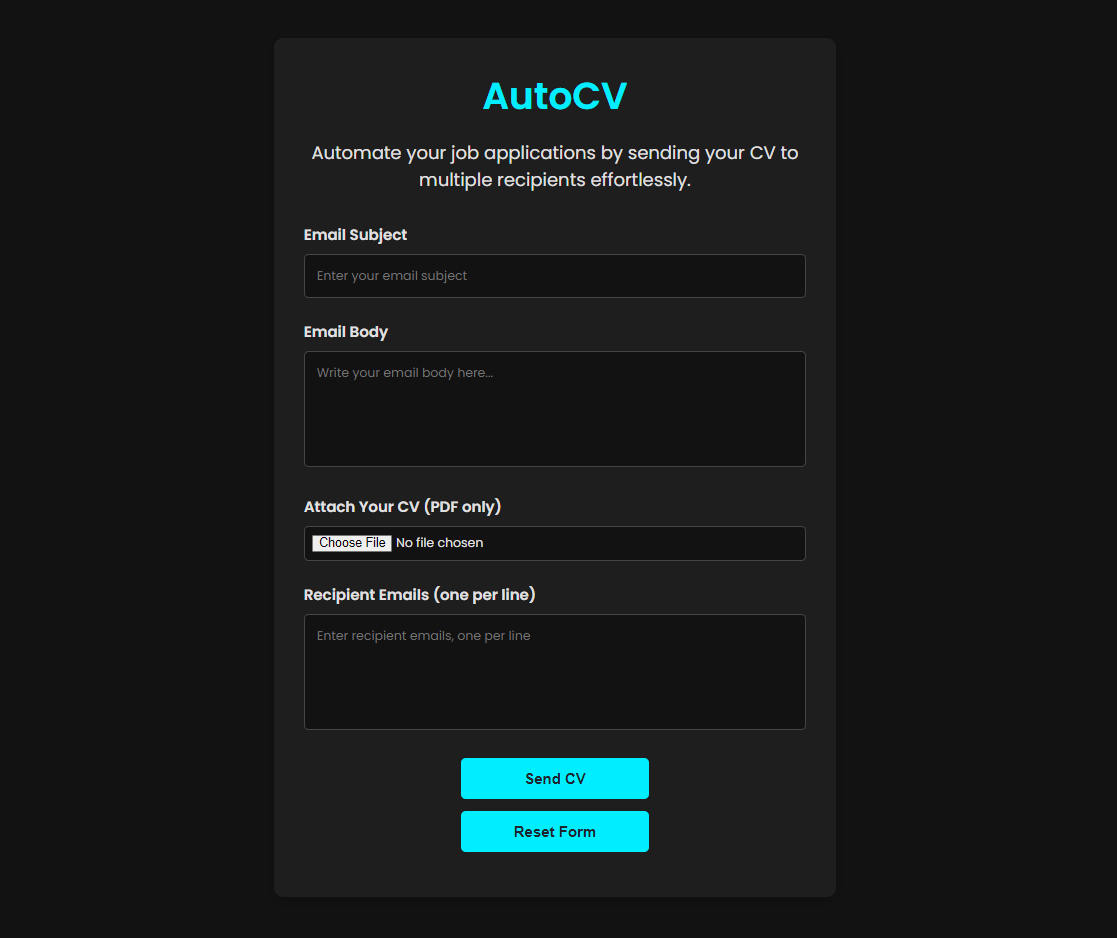 AutoCV
Automate your job applications by sending your CV to
multiple recipients effortlessly.
Email Subject
Enter your email subject
Email Body
Write your email body here...
Attach Your CV (PDF only)
Choose File No file chosen
Recipient Emails (one per line)
Enter recipient emails, one per line
Send CV
Reset Form